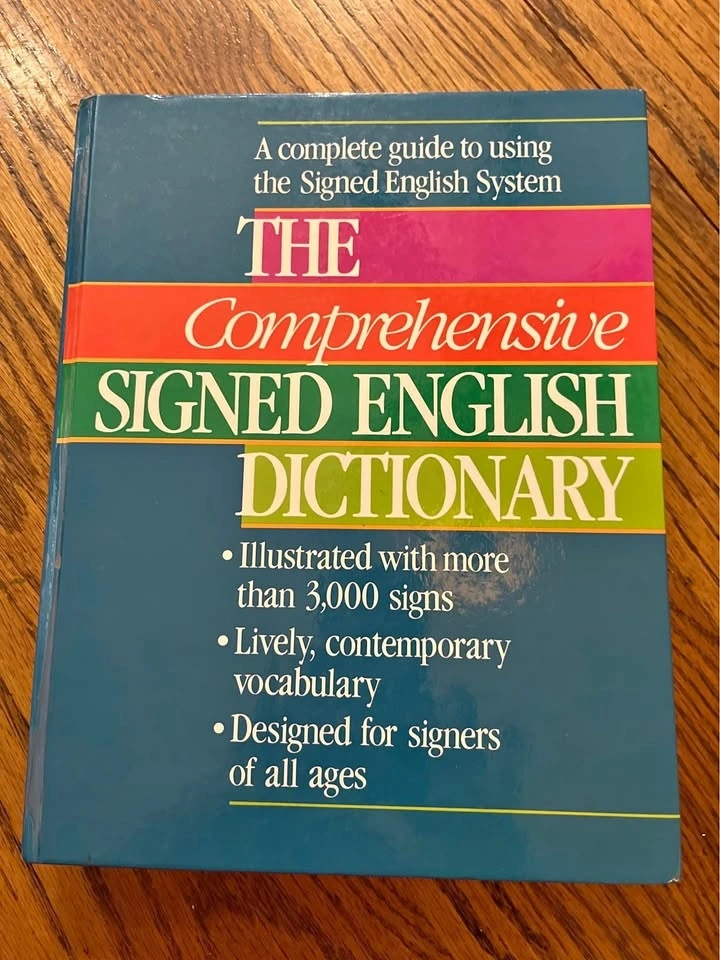 A complete guide to using
the Signed English System
THE
Comprehensive
SIGNED ENGLISH
DICTIONARY
• Illustrated with more
than 3,000 signs
• Lively, contemporary
vocabulary
• Designed for signers
of all ages